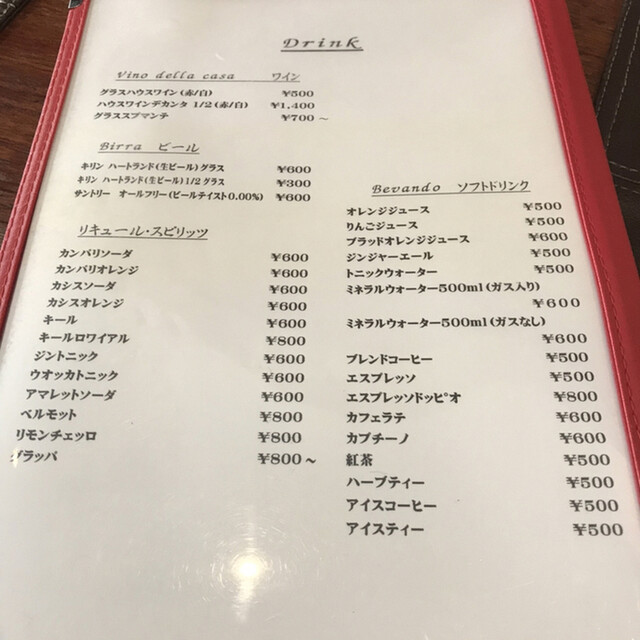 Drink
Vino della casa ワイン
グラスハウスワイン(赤/白) ¥500
ハウスワインデカンタ 1/2(赤/白) ¥1,400
グラススプマンテ ¥700～
Birra ビール
キリン ハートランド(生ビール)グラス ¥600
キリン ハートランド(生ビール)1/2グラス ¥300
サントリー オールフリー(ビールテイスト0.00%) ¥600
リキュール・スピリッツ
カンパリソーダ ¥600
カンパリオレンジ ¥600
カシスソーダ ¥600
カシスオレンジ ¥600
キール ¥600
キールロワイアル ¥800
ジントニック ¥600
ウオッカトニック ¥600
アマレットソーダ ¥600
ベルモット ¥800
リモンチェッロ ¥800
グラッパ ¥800～
Bevando ソフトドリンク
オレンジジュース ¥500
りんごジュース ¥500
ブラッドオレンジジュース ¥600
ジンジャーエール ¥500
トニックウォーター ¥500
ミネラルウォーター500ml(ガス入り)
¥600
ミネラルウォーター500ml(ガスなし)
¥600
ブレンドコーヒー ¥500
エスプレッソ ¥500
エスプレッソドッピオ ¥800
カフェラテ ¥600
カプチーノ ¥600
紅茶 ¥500
ハーブティー ¥500
アイスコーヒー ¥500
アイスティー ¥500